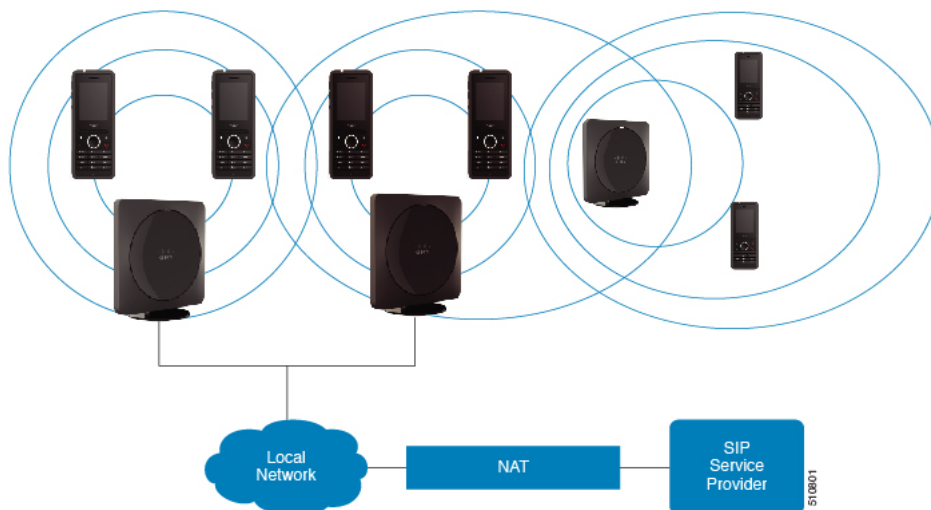 Local
Network
NAT
SIP
Service
Provider
510801